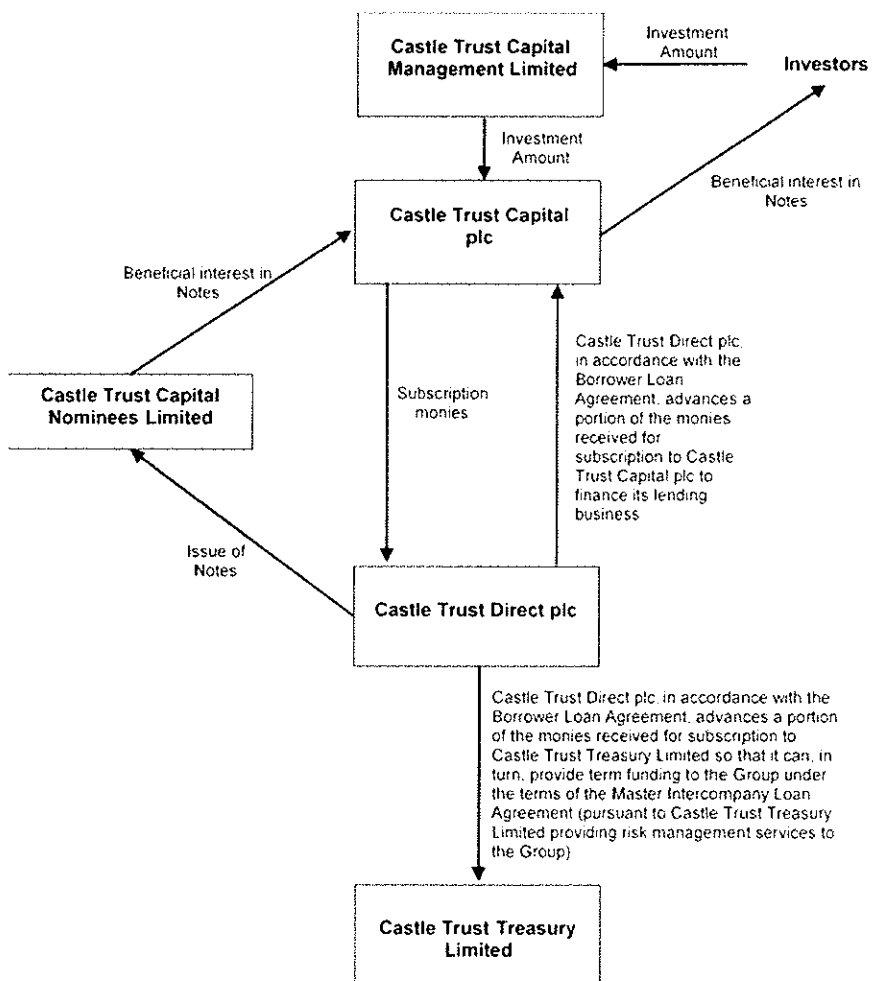 Castle Trust Capital
Management Limited
Investment
Amount
Investors
Investment
Amount
Beneficial interest in
Notes
Castle Trust Capital
plc
Beneficial interest in
Notes
Castle Trust Capital
Nominees Limited
Subscription
monies
Castle Trust Direct plc,
in accordance with the
Borrower Loan
Agreement, advances a
portion of the monies
received for
subscription to Castle
Trust Capital plc to
finance its lending
business
Issue of
Notes
Castle Trust Direct plc
Castle Trust Direct plc, in accordance with the
Borrower Loan Agreement, advances a portion
of the monies received for subscription to
Castle Trust Treasury Limited so that it can, in
turn, provide term funding to the Group under
the terms of the Master Intercompany Loan
Agreement (pursuant to Castle Trust Treasury
Limited providing risk management services to
the Group)
Castle Trust Treasury
Limited